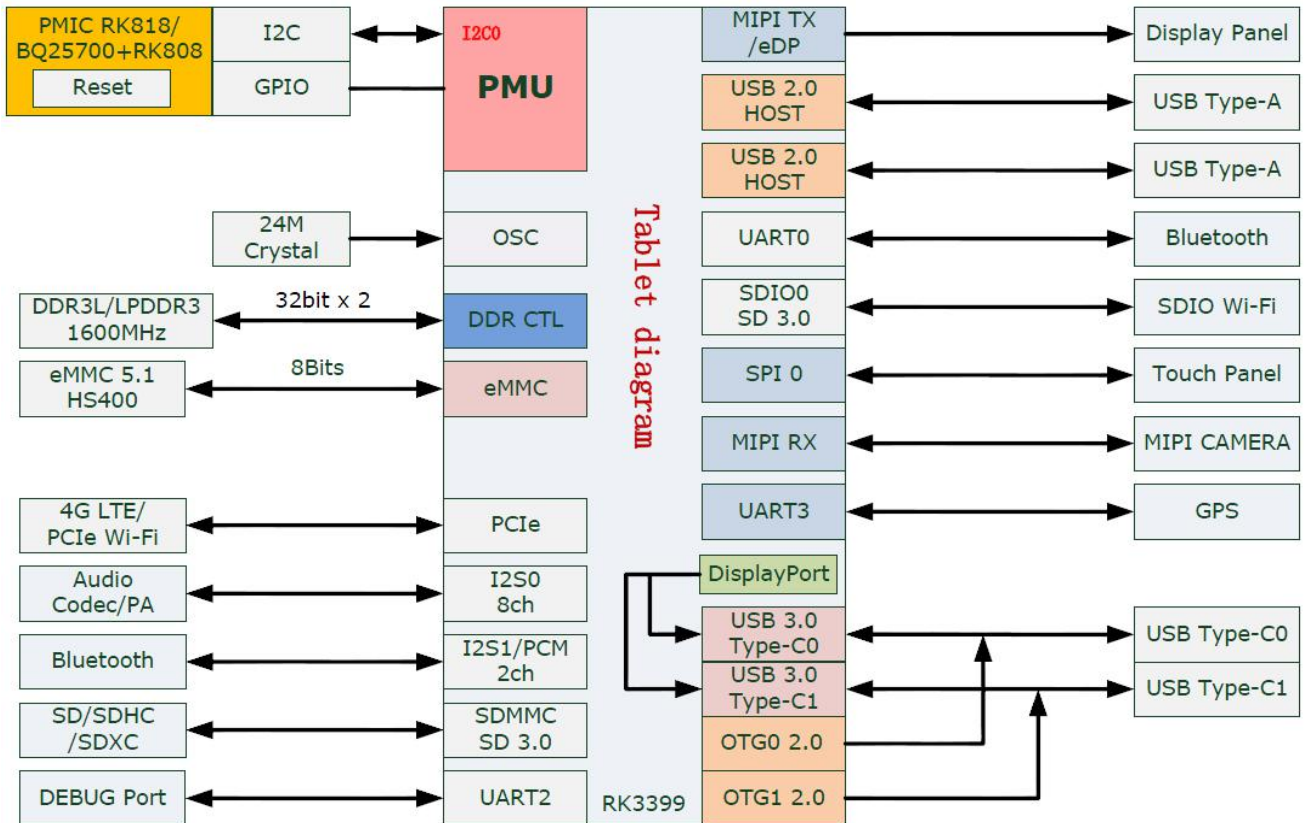 PMIC RK818/
BQ25700+RK808
Reset
I2C
GPIO
I2C0
PMU
24M
Crystal
OSC
DDR3L/LPDDR3
1600MHz
32bit x 2
DDR CTL
eMMC 5.1
HS400
8Bits
eMMC
4G LTE/
PCIe Wi-Fi
PCIe
Audio
Codec/PA
I2S0
8ch
Bluetooth
I2S1/PCM
2ch
SD/SDHC
/SDXC
SDMMC
SD 3.0
DEBUG Port
UART2
Tablet diagram
RK3399
MIPI TX
/eDP
Display Panel
USB 2.0
HOST
USB Type-A
USB 2.0
HOST
USB Type-A
UART0
Bluetooth
SDIO0
SD 3.0
SDIO Wi-Fi
SPI 0
Touch Panel
MIPI RX
MIPI CAMERA
UART3
GPS
DisplayPort
USB 3.0
Type-C0
USB Type-C0
USB 3.0
Type-C1
USB Type-C1
OTG0 2.0
OTG1 2.0